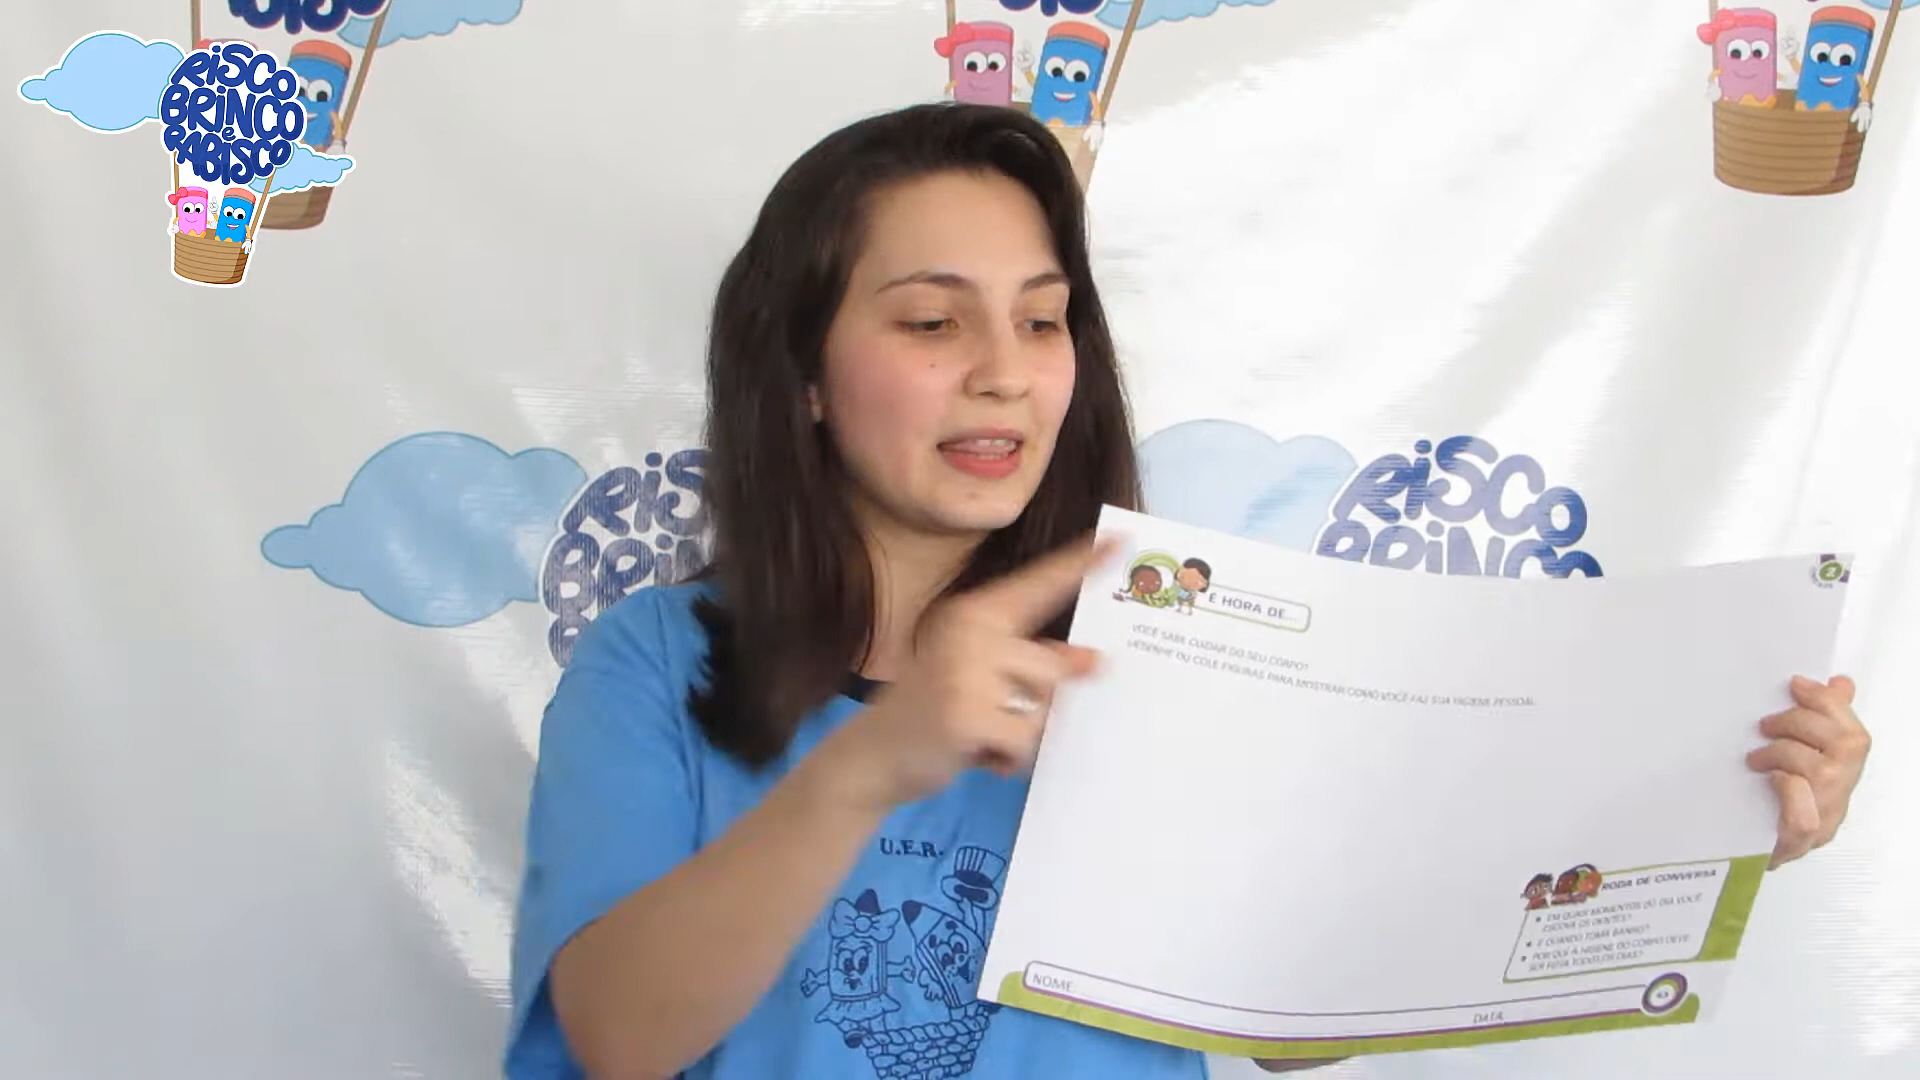 RISCO
BRINCO
e
RABISCO
RISCO
BRINCO
U.E.R.
É HORA DE...
VOCÊ SABE CUIDAR DO SEU CORPO?
DESENHE OU COLE FIGURAS PARA MOSTRAR COMO VOCÊ FAZ SUA HIGIENE PESSOAL.
2
RODA DE CONVERSA
• EM QUAIS MOMENTOS DO DIA VOCÊ
ESCOVA OS DENTES?
• E QUANDO TOMA BANHO?
• POR QUE A HIGIENE DO CORPO DEVE
SER FEITA TODOS OS DIAS?
NOME:
DATA